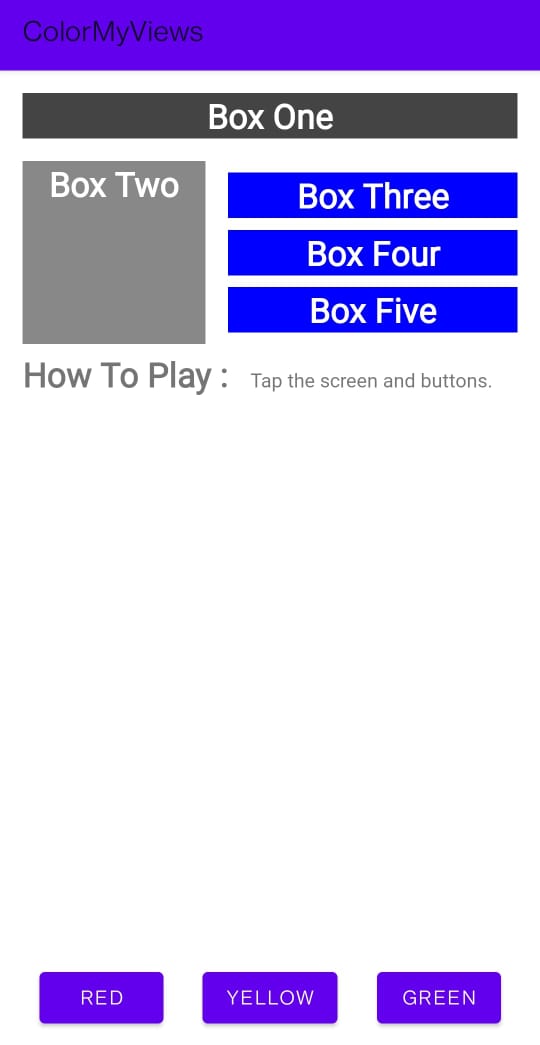 ColorMyViews
Box One
Box Two
Box Three
Box Four
Box Five
How To Play : Tap the screen and buttons.
RED YELLOW GREEN